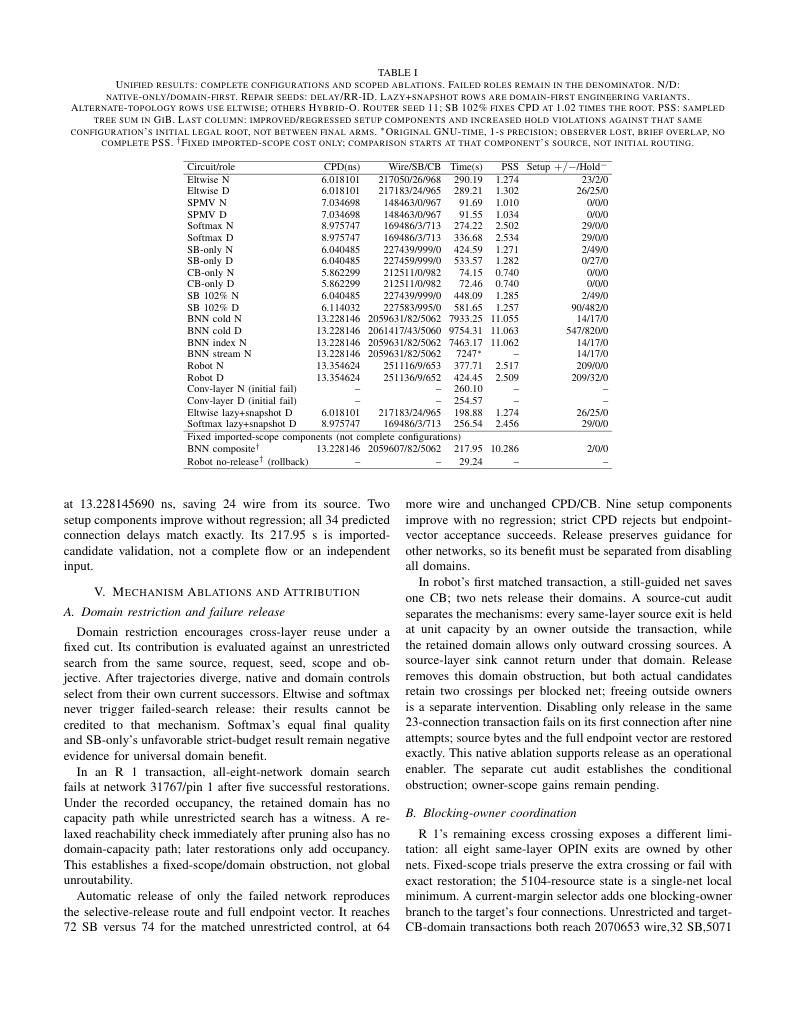 TABLE I
UNIFIED RESULTS: COMPLETE CONFIGURATIONS AND SCOPED ABLATIONS. FAILED ROLES REMAIN IN THE DENOMINATOR. N/D:
NATIVE-ONLY/DOMAIN-FIRST. REPAIR SEEDS: DELAY/RR-ID. LAZY+SNAPSHOT ROWS ARE DOMAIN-FIRST ENGINEERING VARIANTS.
ALTERNATE-TOPOLOGY ROWS USE ELTWISE; OTHERS HYBRID-O. ROUTER SEED 11; SB 102% FIXES CPD AT 1.02 TIMES THE ROOT. PSS: SAMPLED
TREE SUM IN GIB. LAST COLUMN: IMPROVED/REGRESSED SETUP COMPONENTS AND INCREASED HOLD VIOLATIONS AGAINST THAT SAME
CONFIGURATION'S INITIAL LEGAL ROOT, NOT BETWEEN FINAL ARMS. *ORIGINAL GNU-TIME, 1-S PRECISION; OBSERVER LOST, BRIEF OVERLAP, NO
COMPLETE PSS. †FIXED IMPORTED-SCOPE COST ONLY; COMPARISON STARTS AT THAT COMPONENT'S SOURCE, NOT INITIAL ROUTING.
Circuit/role CPD(ns) Wire/SB/CB Time(s) PSS Setup +/−/Hold⁻
Eltwise N 6.018101 217050/26/968 290.19 1.274 23/2/0
Eltwise D 6.018101 217183/24/965 289.21 1.302 26/25/0
SPMV N 7.034698 148463/0/967 91.69 1.010 0/0/0
SPMV D 7.034698 148463/0/967 91.55 1.034 0/0/0
Softmax N 8.975747 169486/3/713 274.22 2.502 29/0/0
Softmax D 8.975747 169486/3/713 336.68 2.534 29/0/0
SB-only N 6.040485 227439/999/0 424.59 1.271 2/49/0
SB-only D 6.040485 227459/999/0 533.57 1.282 0/27/0
CB-only N 5.862299 212511/0/982 74.15 0.740 0/0/0
CB-only D 5.862299 212511/0/982 72.46 0.740 0/0/0
SB 102% N 6.040485 227439/999/0 448.09 1.285 2/49/0
SB 102% D 6.114032 227583/995/0 581.65 1.257 90/482/0
BNN cold N 13.228146 2059631/82/5062 7933.25 11.055 14/17/0
BNN cold D 13.228146 2061417/43/5060 9754.31 11.063 547/820/0
BNN index N 13.228146 2059631/82/5062 7463.17 11.062 14/17/0
BNN stream N 13.228146 2059631/82/5062 7247* – 14/17/0
Robot N 13.354624 251116/9/653 377.71 2.517 209/0/0
Robot D 13.354624 251136/9/652 424.45 2.509 209/32/0
Conv-layer N (initial fail) – – 260.10 – –
Conv-layer D (initial fail) – – 254.57 – –
Eltwise lazy+snapshot D 6.018101 217183/24/965 198.88 1.274 26/25/0
Softmax lazy+snapshot D 8.975747 169486/3/713 256.54 2.456 29/0/0
Fixed imported-scope components (not complete configurations)
BNN composite† 13.228146 2059607/82/5062 217.95 10.286 2/0/0
Robot no-release† (rollback) – – 29.24 – –
at 13.228145690 ns, saving 24 wire from its source. Two
setup components improve without regression; all 34 predicted
connection delays match exactly. Its 217.95 s is imported-
candidate validation, not a complete flow or an independent
input.
V. MECHANISM ABLATIONS AND ATTRIBUTION
A. Domain restriction and failure release
Domain restriction encourages cross-layer reuse under a
fixed cut. Its contribution is evaluated against an unrestricted
search from the same source, request, seed, scope and ob-
jective. After trajectories diverge, native and domain controls
select from their own current successors. Eltwise and softmax
never trigger failed-search release: their results cannot be
credited to that mechanism. Softmax's equal final quality
and SB-only's unfavorable strict-budget result remain negative
evidence for universal domain benefit.
In an R 1 transaction, all-eight-network domain search
fails at network 31767/pin 1 after five successful restorations.
Under the recorded occupancy, the retained domain has no
capacity path while unrestricted search has a witness. A re-
laxed reachability check immediately after pruning also has no
domain-capacity path; later restorations only add occupancy.
This establishes a fixed-scope/domain obstruction, not global
unroutability.
Automatic release of only the failed network reproduces
the selective-release route and full endpoint vector. It reaches
72 SB versus 74 for the matched unrestricted control, at 64
more wire and unchanged CPD/CB. Nine setup components
improve with no regression; strict CPD rejects but endpoint-
vector acceptance succeeds. Release preserves guidance for
other networks, so its benefit must be separated from disabling
all domains.
In robot's first matched transaction, a still-guided net saves
one CB; two nets release their domains. A source-cut audit
separates the mechanisms: every same-layer source exit is held
at unit capacity by an owner outside the transaction, while
the retained domain allows only outward crossing sources. A
source-layer sink cannot return under that domain. Release
removes this domain obstruction, but both actual candidates
retain two crossings per blocked net; freeing outside owners
is a separate intervention. Disabling only release in the same
23-connection transaction fails on its first connection after nine
attempts; source bytes and the full endpoint vector are restored
exactly. This native ablation supports release as an operational
enabler. The separate cut audit establishes the conditional
obstruction; owner-scope gains remain pending.
B. Blocking-owner coordination
R 1's remaining excess crossing exposes a different limi-
tation: all eight same-layer OPIN exits are owned by other
nets. Fixed-scope trials preserve the extra crossing or fail with
exact restoration; the 5104-resource state is a single-net local
minimum. A current-margin selector adds one blocking-owner
branch to the target's four connections. Unrestricted and target-
CB-domain transactions both reach 2070653 wire,32 SB,5071